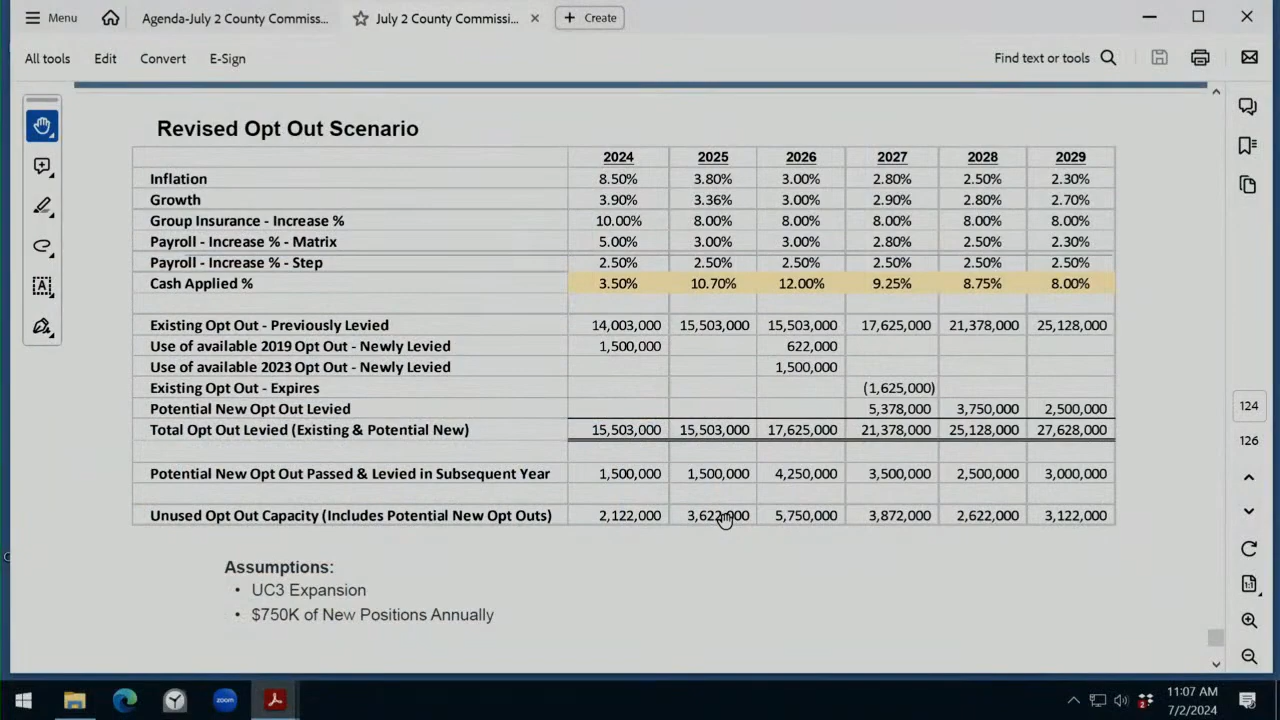 Menu Agenda-July 2 County Commiss... July 2 County Commissi... Create
All tools Edit Convert E-Sign Find text or tools
Revised Opt Out Scenario
2024 2025 2026 2027 2028 2029
Inflation 8.50% 3.80% 3.00% 2.80% 2.50% 2.30%
Growth 3.90% 3.36% 3.00% 2.90% 2.80% 2.70%
Group Insurance - Increase % 10.00% 8.00% 8.00% 8.00% 8.00% 8.00%
Payroll - Increase % - Matrix 5.00% 3.00% 3.00% 2.80% 2.50% 2.30%
Payroll - Increase % - Step 2.50% 2.50% 2.50% 2.50% 2.50% 2.50%
Cash Applied % 3.50% 10.70% 12.00% 9.25% 8.75% 8.00%
Existing Opt Out - Previously Levied 14,003,000 15,503,000 15,503,000 17,625,000 21,378,000 25,128,000
Use of available 2019 Opt Out - Newly Levied 1,500,000 622,000
Use of available 2023 Opt Out - Newly Levied 1,500,000
Existing Opt Out - Expires (1,625,000)
Potential New Opt Out Levied 5,378,000 3,750,000 2,500,000
Total Opt Out Levied (Existing & Potential New) 15,503,000 15,503,000 17,625,000 21,378,000 25,128,000 27,628,000
124
126
Potential New Opt Out Passed & Levied in Subsequent Year 1,500,000 1,500,000 4,250,000 3,500,000 2,500,000 3,000,000
Unused Opt Out Capacity (Includes Potential New Opt Outs) 2,122,000 3,622,000 5,750,000 3,872,000 2,622,000 3,122,000
Assumptions:
• UC3 Expansion
• $750K of New Positions Annually
zoom
2
11:07 AM
7/2/2024